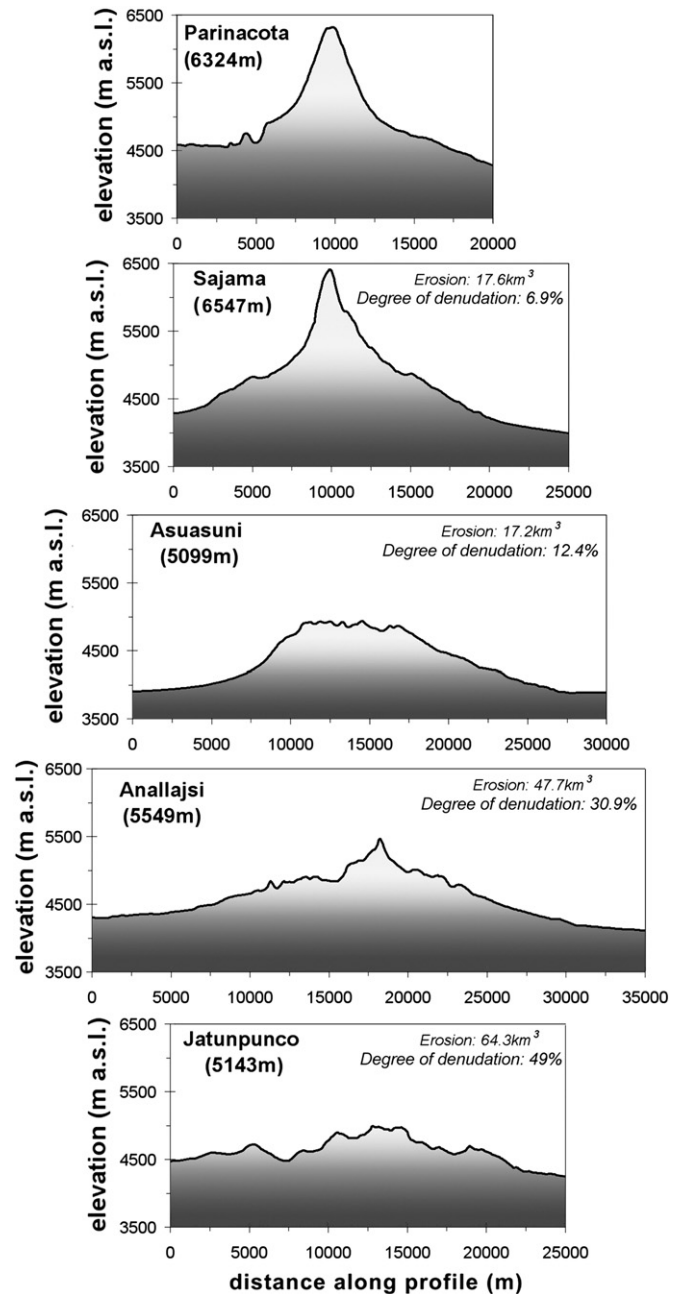 6500
Parinacota
(6324m)
5500
4500
3500
elevation (m a.s.l.)
0 5000 10000 15000 20000
6500
Sajama
(6547m)
Erosion: 17.6km³
Degree of denudation: 6.9%
5500
4500
3500
elevation (m a.s.l.)
0 5000 10000 15000 20000 25000
6500
Asuasuni
(5099m)
Erosion: 17.2km³
Degree of denudation: 12.4%
5500
4500
3500
elevation (m a.s.l.)
0 5000 10000 15000 20000 25000 30000
6500
Anallajsi
(5549m)
Erosion: 47.7km³
Degree of denudation: 30.9%
5500
4500
3500
elevation (m a.s.l.)
0 5000 10000 15000 20000 25000 30000 35000
6500
Jatunpunco
(5143m)
Erosion: 64.3km³
Degree of denudation: 49%
5500
4500
3500
elevation (m a.s.l.)
0 5000 10000 15000 20000 25000
distance along profile (m)